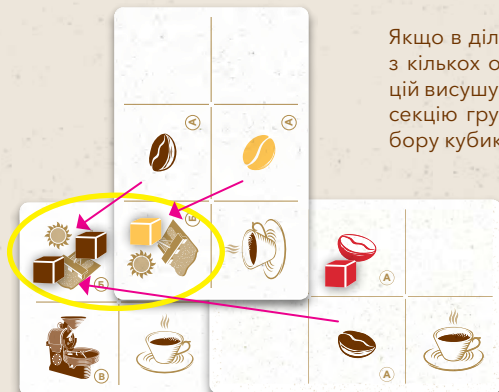 Якщо в діл
з кількох о
цій висушу
секцію гру
бору кубик
А
А
Б
Б
А
В
А